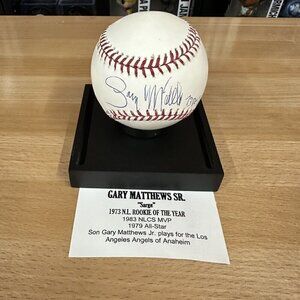 Gary Matthews
GARY MATTHEWS SR.
"Sarge"
1973 N.L. ROOKIE OF THE YEAR
1983 NLCS MVP
1979 All-Star
Son Gary Matthews Jr. plays for the Los
Angeles Angels of Anaheim